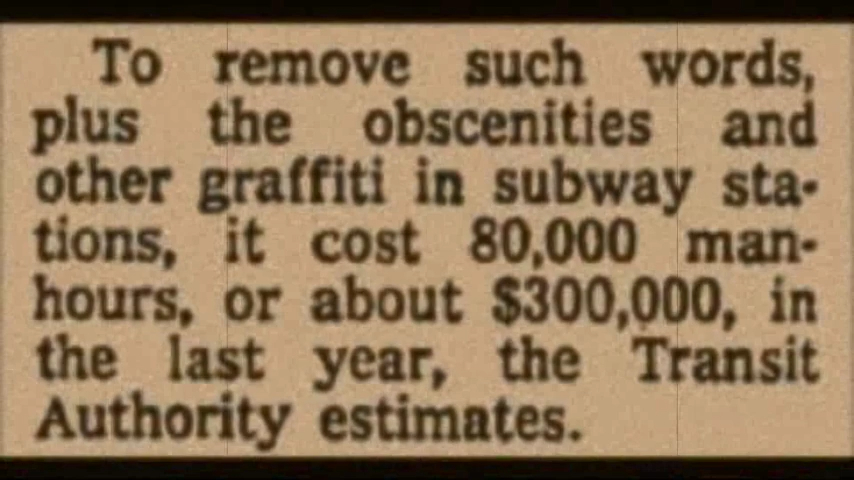 To remove such words,
plus the obscenities and
other graffiti in subway sta-
tions, it cost 80,000 man-
hours, or about $300,000, in
the last year, the Transit
Authority estimates.